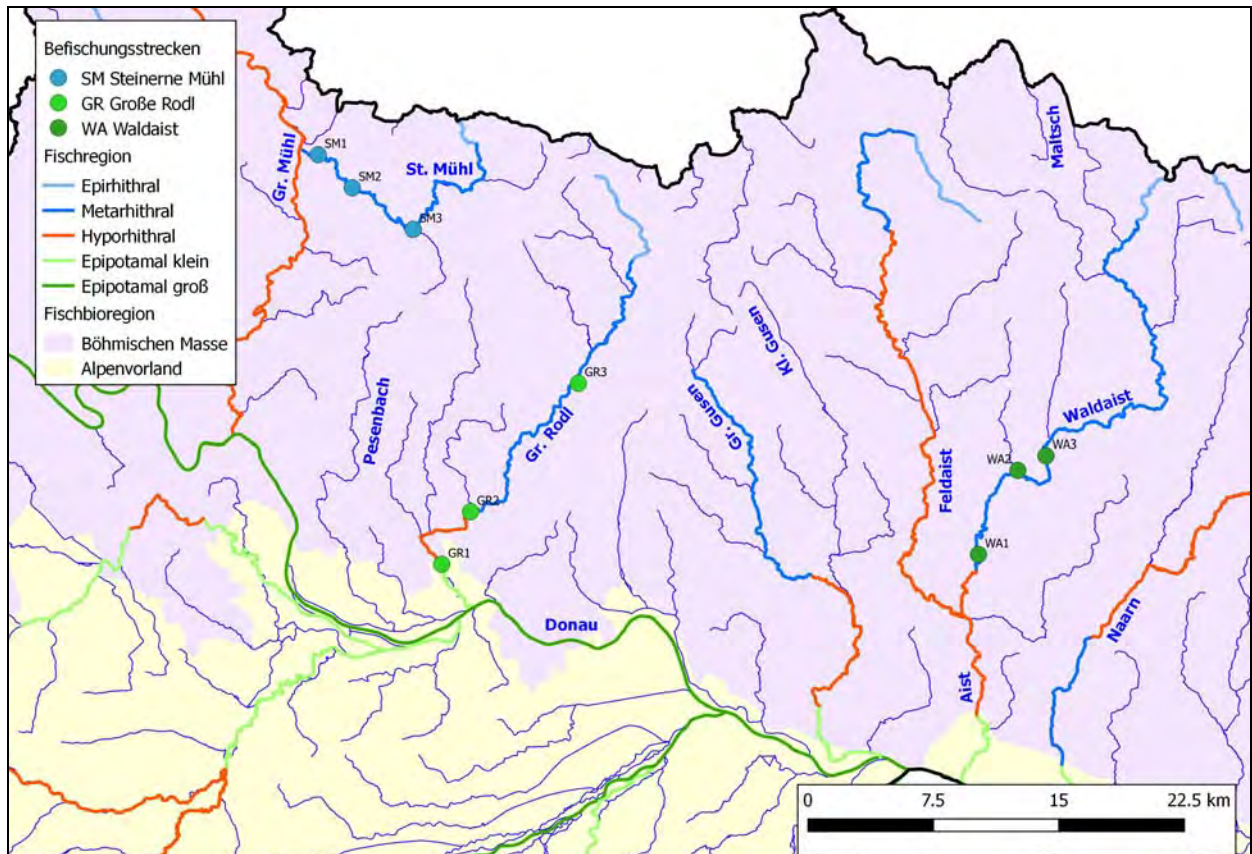 Befischungsstrecken
SM Steinerne Mühl
GR Große Rodl
WA Waldaist
Fischregion
Epirhithral
Metarhithral
Hyporhithral
Epipotamal klein
Epipotamal groß
Fischbioregion
Böhmischen Masse
Alpenvorland
Gr. Mühl
SM1
SM2
SM3
St. Mühl
Maltsch
Pesenbach
Gr. Rodl
GR3
GR2
GR1
Kl. Gusen
Gr. Gusen
Feldaist
Waldaist
WA3
WA2
WA1
Naarn
Donau
Aist
0 7.5 15 22.5 km